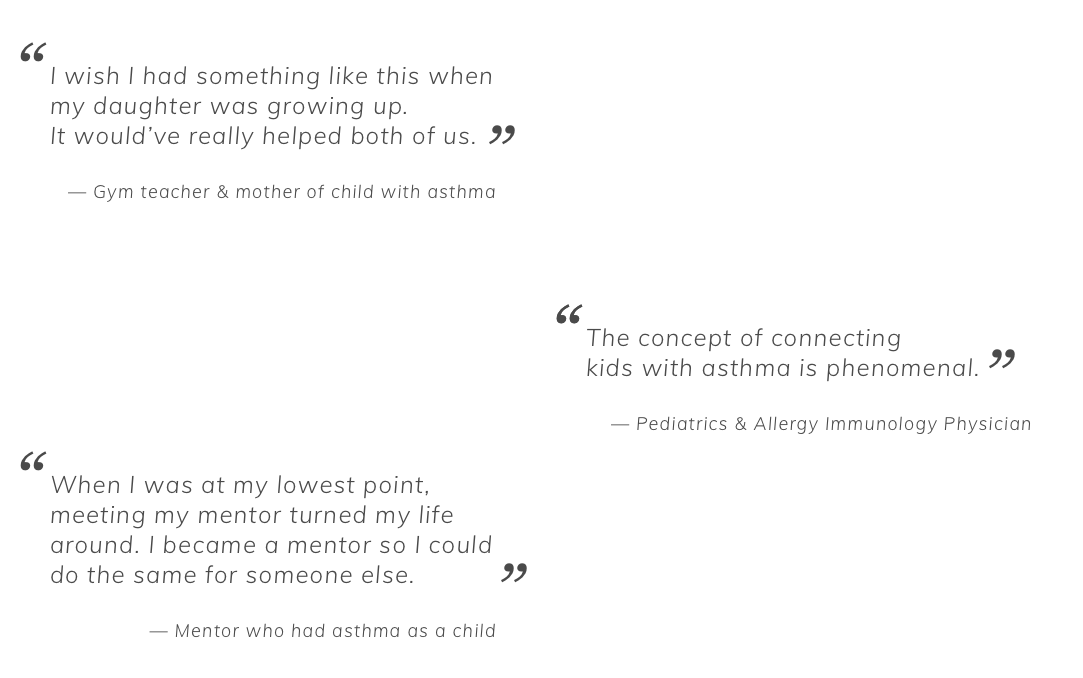 “I wish I had something like this when
my daughter was growing up.
It would’ve really helped both of us.”
— Gym teacher & mother of child with asthma
“The concept of connecting
kids with asthma is phenomenal.”
— Pediatrics & Allergy Immunology Physician
“When I was at my lowest point,
meeting my mentor turned my life
around. I became a mentor so I could
do the same for someone else.”
— Mentor who had asthma as a child